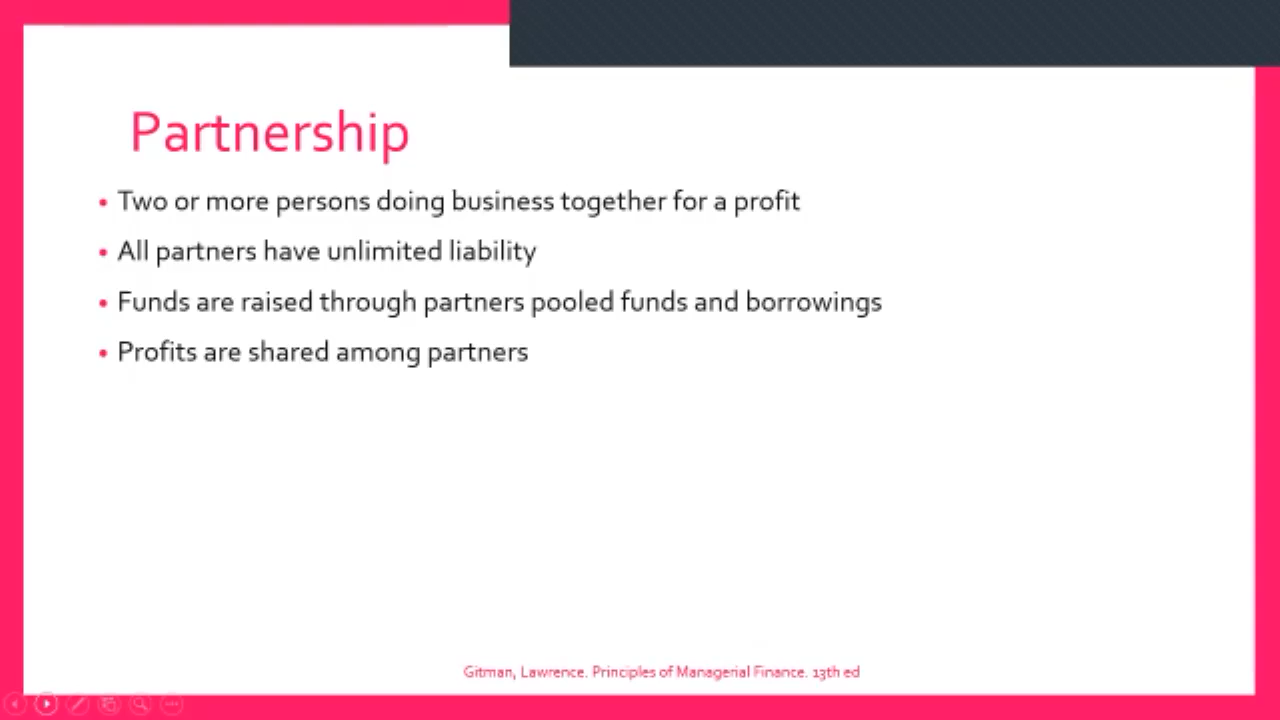 Partnership
• Two or more persons doing business together for a profit
• All partners have unlimited liability
• Funds are raised through partners pooled funds and borrowings
• Profits are shared among partners
Gitman, Lawrence. Principles of Managerial Finance. 13th ed